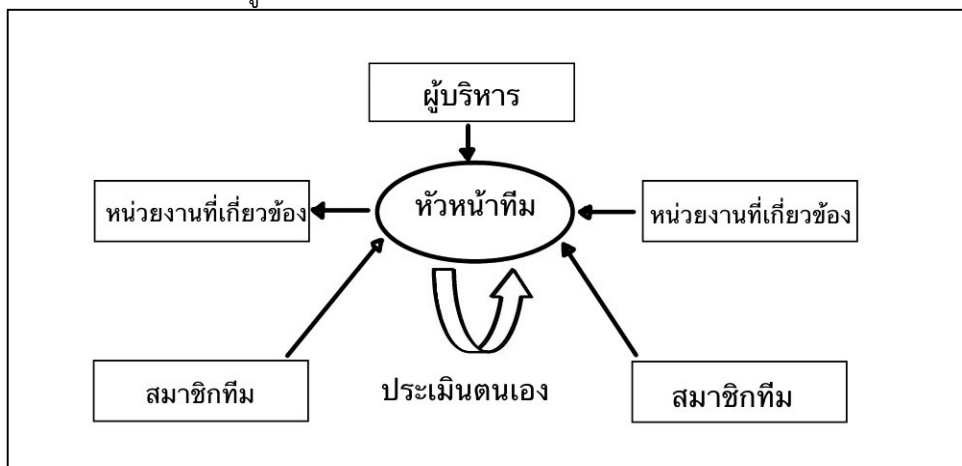 ผู้บริหาร
หัวหน้าทีม
หน่วยงานที่เกี่ยวข้อง
หน่วยงานที่เกี่ยวข้อง
สมาชิกทีม
ประเมินตนเอง
สมาชิกทีม